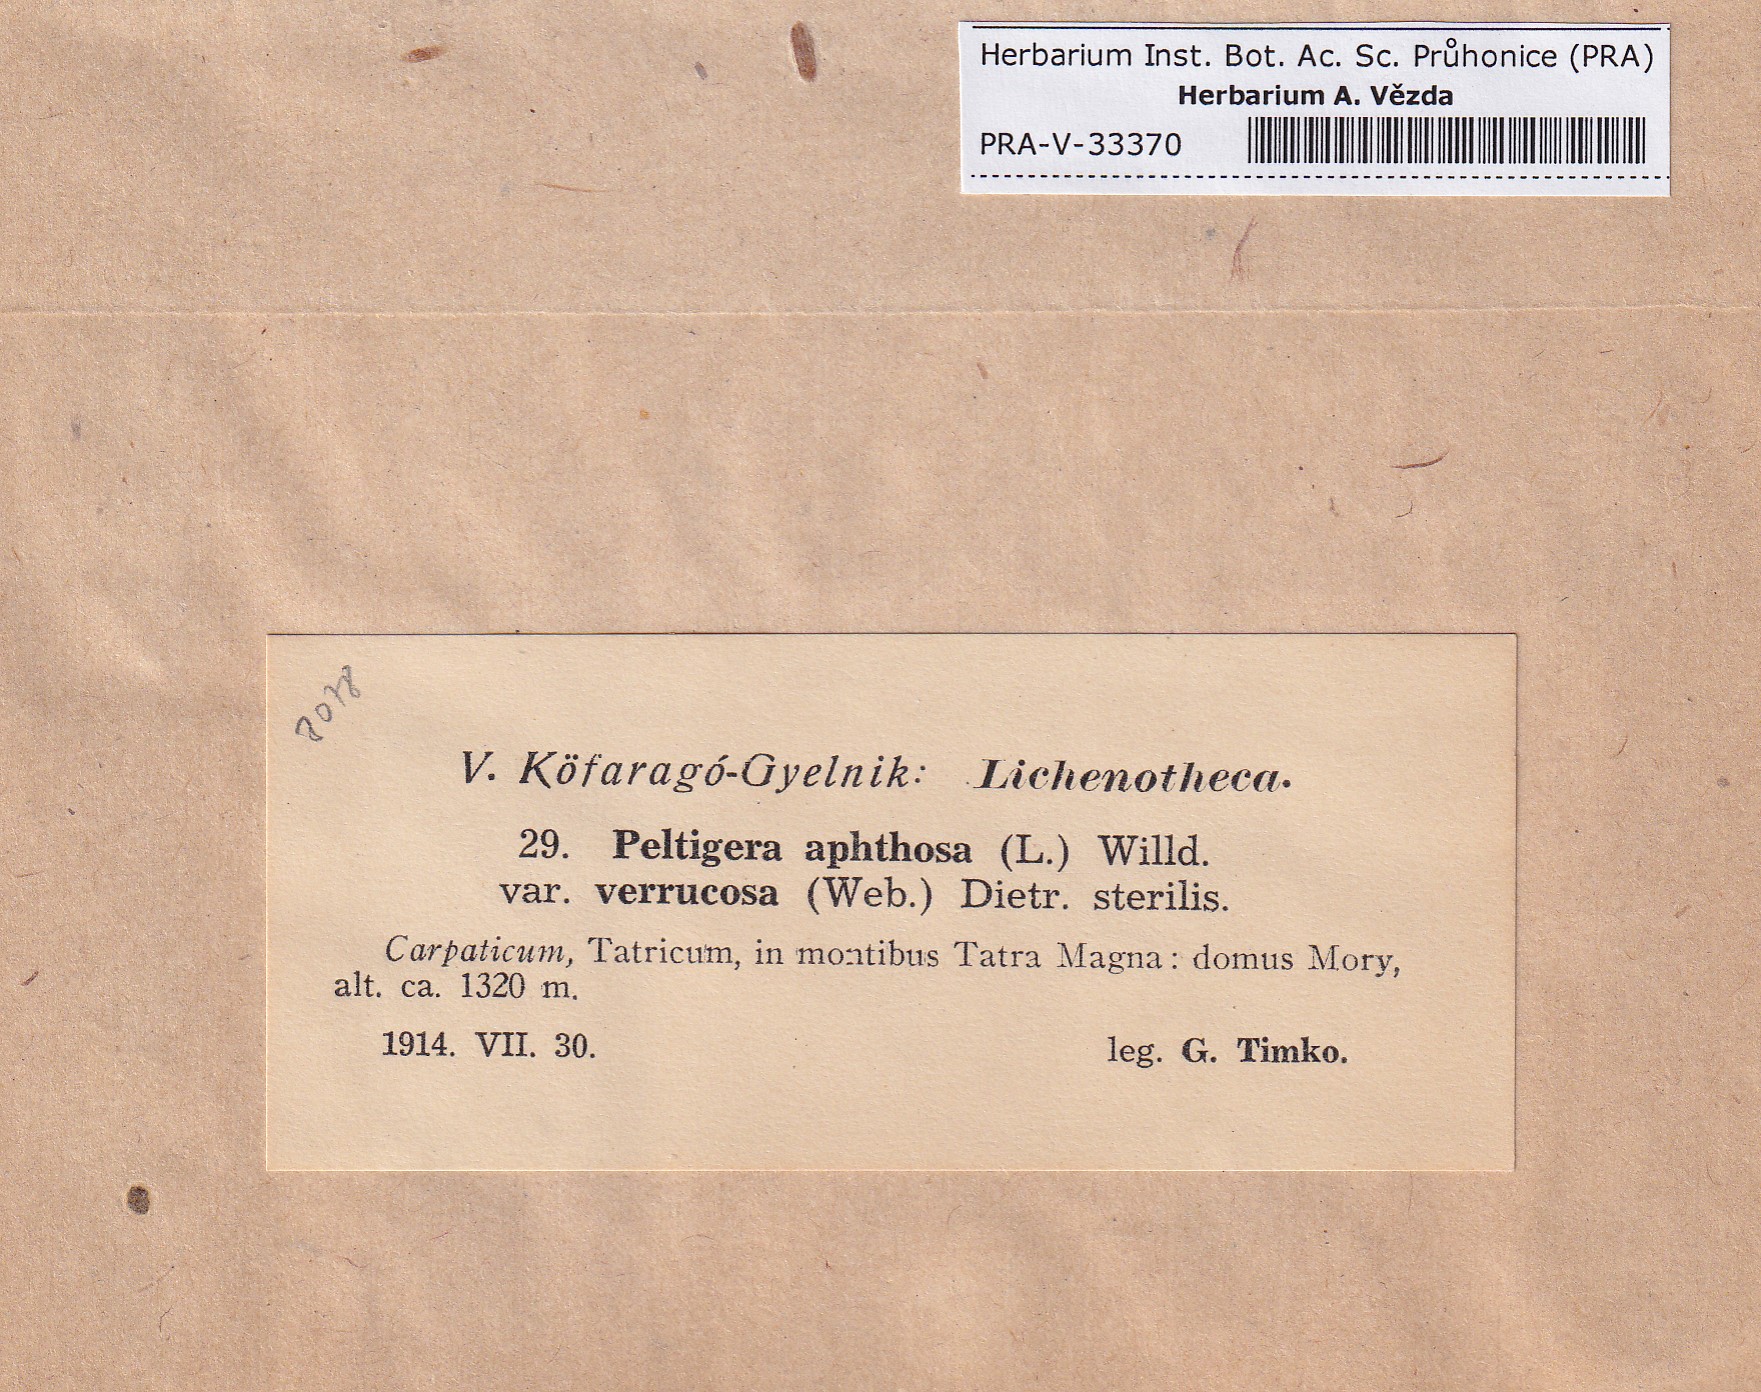 Herbarium Inst. Bot. Ac. Sc. Průhonice (PRA)
Herbarium A. Vězda
PRA-V-33370
2078
V. Köfaragó-Gyelnik: Lichenotheca.
29. Peltigera aphthosa (L.) Willd.
var. verrucosa (Web.) Dietr. sterilis.
Carpaticum, Tatricum, in montibus Tatra Magna: domus Mory,
alt. ca. 1320 m.
1914. VII. 30. leg. G. Timko.